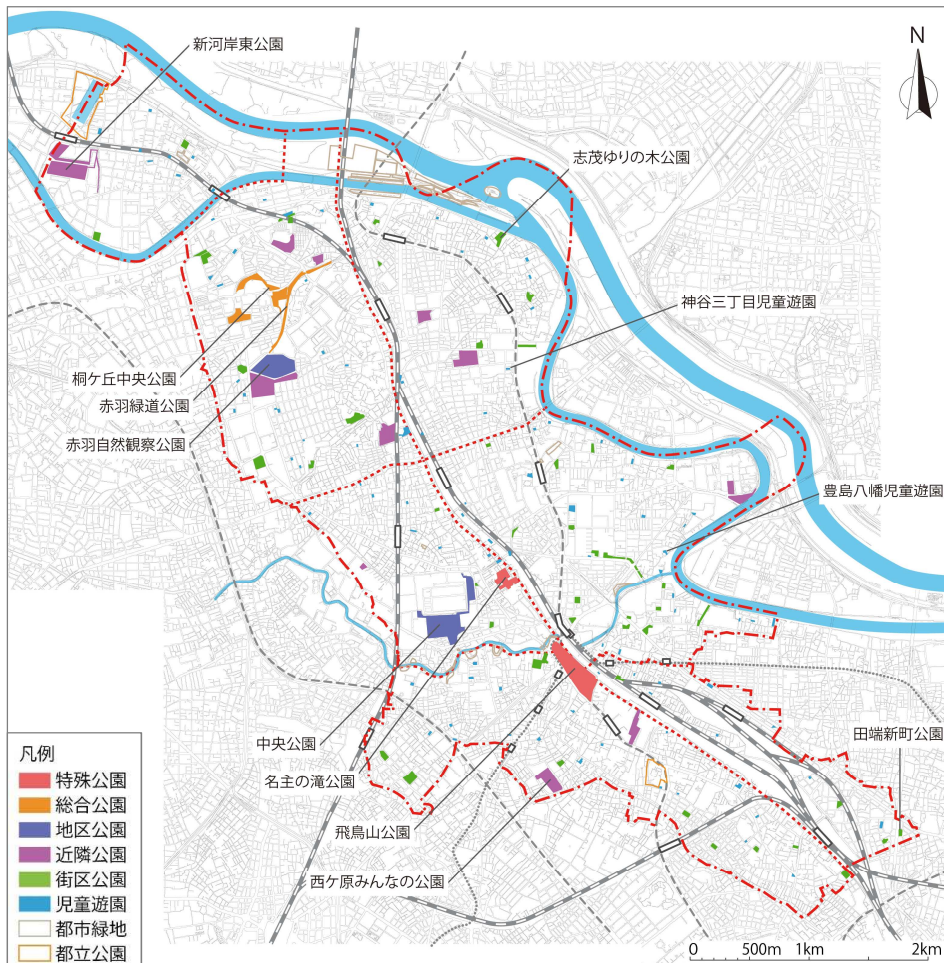 新河岸東公園
N
志茂ゆりの木公園
神谷三丁目児童遊園
桐ケ丘中央公園
赤羽緑道公園
赤羽自然観察公園
豊島八幡児童遊園
田端新町公園
中央公園
名主の滝公園
飛鳥山公園
西ケ原みんなの公園
凡例
特殊公園
総合公園
地区公園
近隣公園
街区公園
児童遊園
都市緑地
都立公園
0 500m 1km 2km